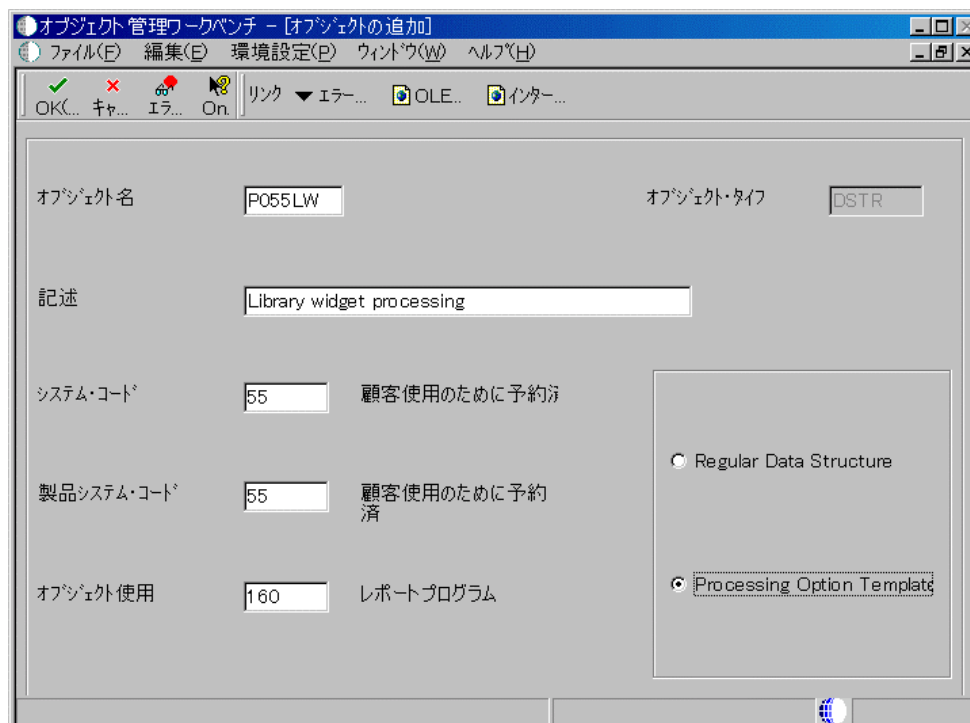 オブジェクト管理ワークベンチ - [オブジェクトの追加]
ファイル(F) 編集(E) 環境設定(P) ウィンドウ(W) ヘルプ(H)
OK(... キャ... エラ... On. リンク エラー... OLE.. インター...
オブジェクト名 P055LW オブジェクト・タイプ DSTR
記述 Library widget processing
システム・コード 55 顧客使用のために予約済
Regular Data Structure
製品システム・コード 55 顧客使用のために予約
済
オブジェクト使用 160 レポートプログラム
Processing Option Template